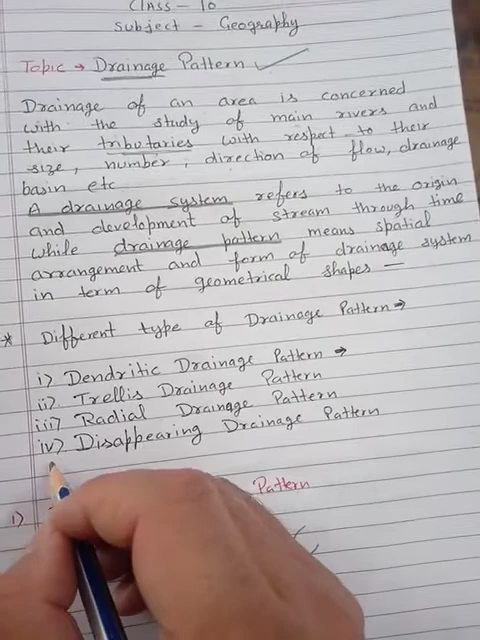 Class - 10
Subject - Geography
Topic → Drainage Pattern
Drainage of an area is concerned
with the study of main rivers and
their tributaries with respect to their
size, number, direction of flow, drainage
basin etc
A drainage system refers to the origin
and development of stream through time
while drainage pattern means spatial
arrangement and form of drainage system
in term of geometrical shapes —
* Different type of Drainage Pattern →
i) Dendritic Drainage Pattern →
ii) Trellis Drainage Pattern
iii) Radial Drainage Pattern
iv) Disappearing Drainage Pattern
i) Pattern